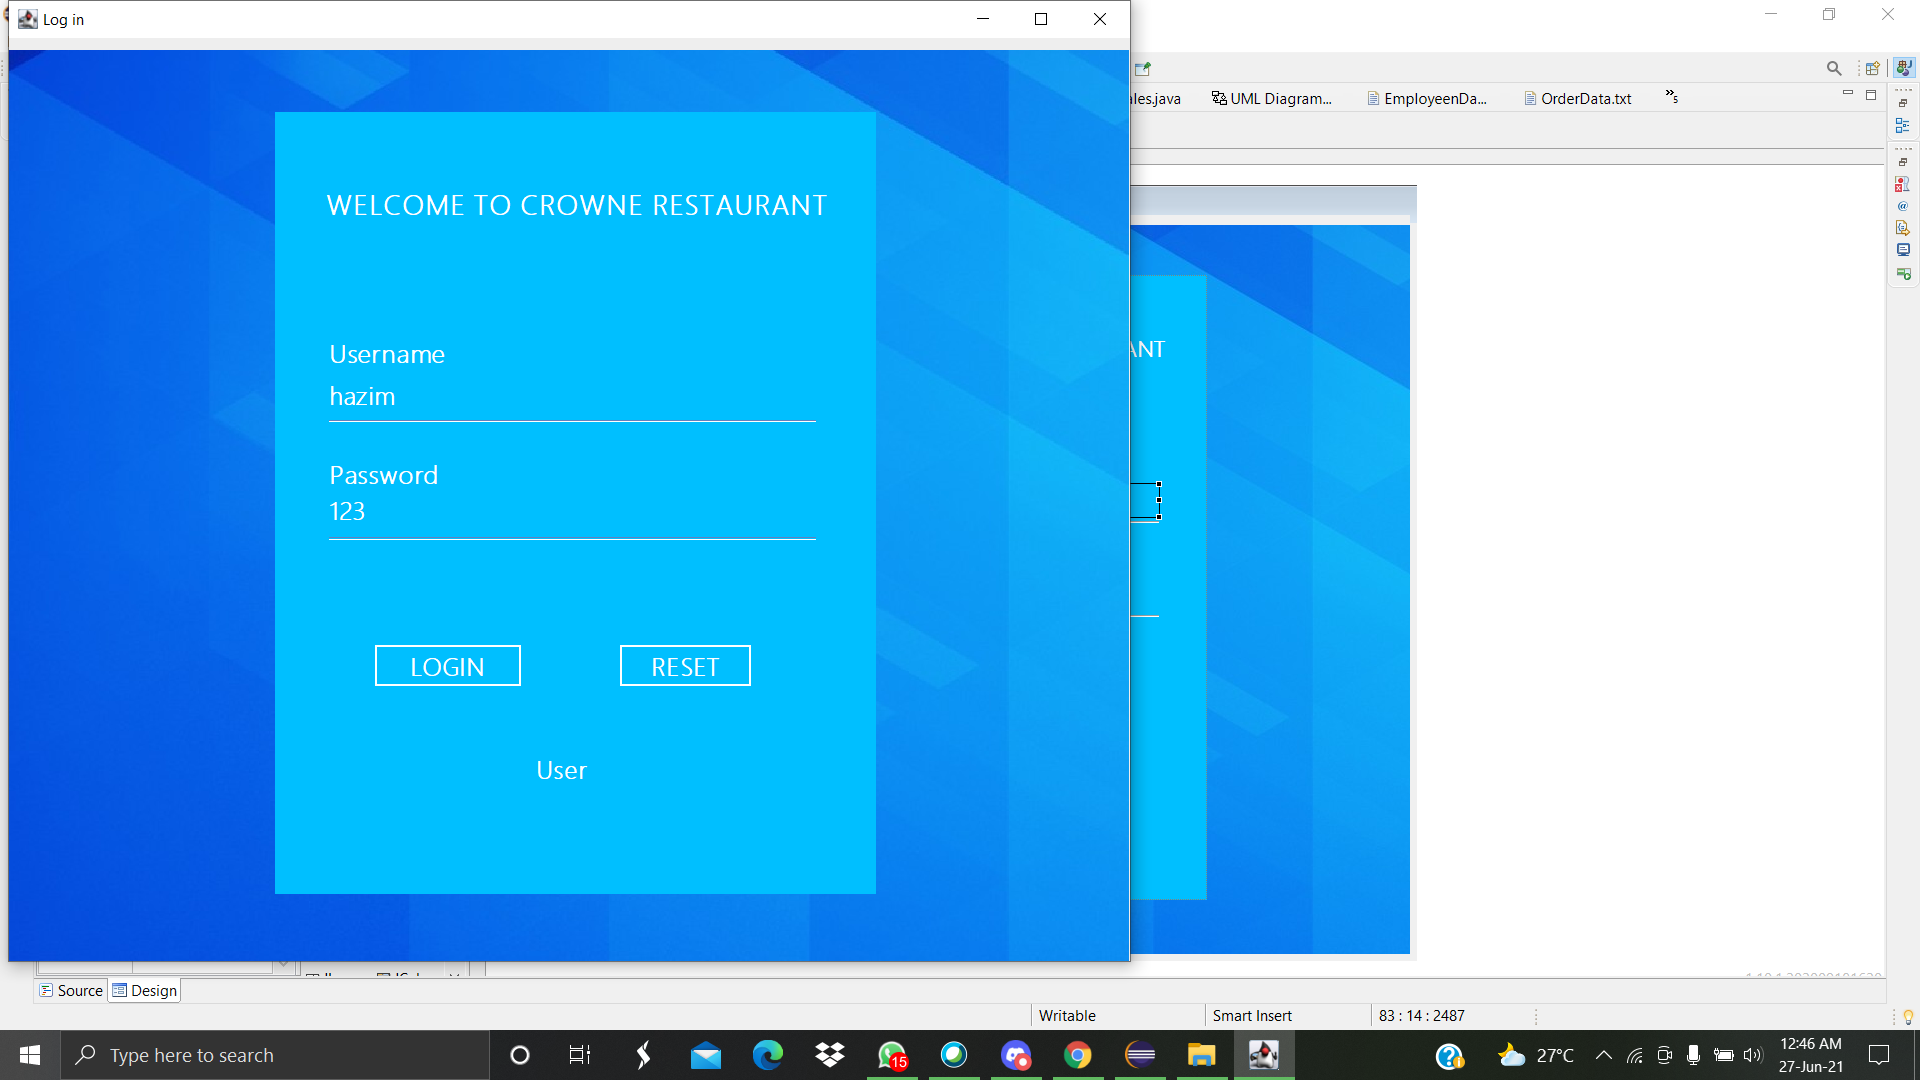 Log in
ales.java
UML Diagram...
EmployeenDa...
OrderData.txt
»5
WELCOME TO CROWNE RESTAURANT
ANT
Username
hazim
Password
123
LOGIN
RESET
User
Source
Design
Writable
Smart Insert
83 : 14 : 2487
Type here to search
15
27°C
12:46 AM
27-Jun-21